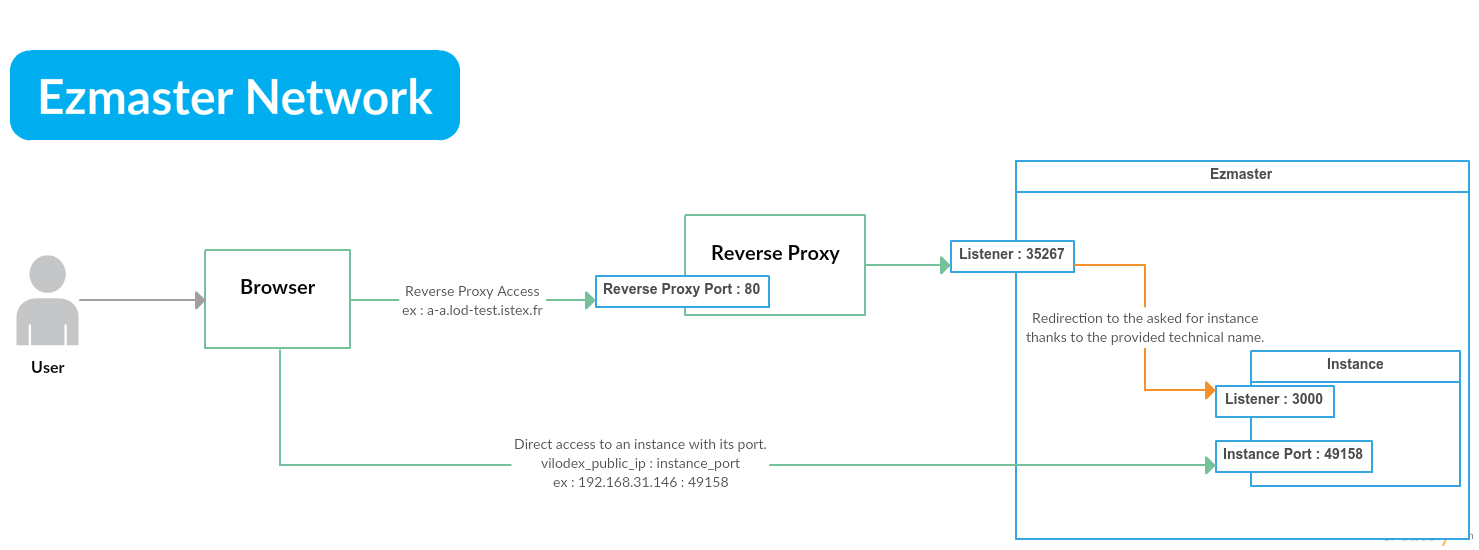 Ezmaster Network
Ezmaster
Reverse Proxy
Listener : 35267
Browser
Reverse Proxy Access
ex : a-a.lod-test.istex.fr
Reverse Proxy Port : 80
Redirection to the asked for instance
thanks to the provided technical name.
User
Instance
Listener : 3000
Direct access to an instance with its port.
vilodex_public_ip : instance_port
ex : 192.168.31.146 : 49158
Instance Port : 49158